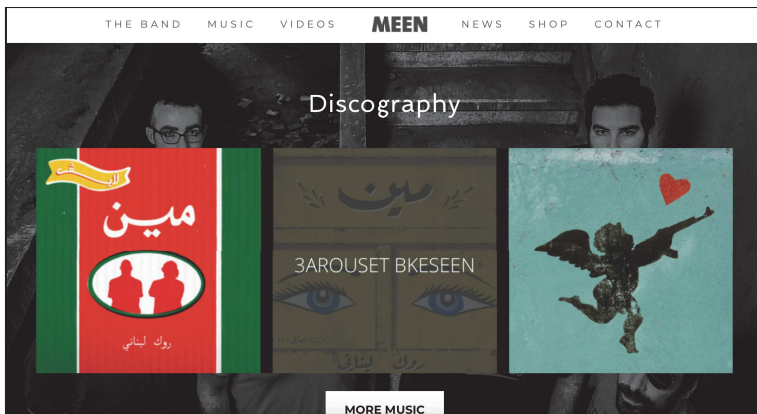 THE BAND
MUSIC
VIDEOS
MEEN
NEWS
SHOP
CONTACT
Discography
لايت
مين
روك لبناني
مين
3AROUSET BKESEEN
روك لبناني
MORE MUSIC